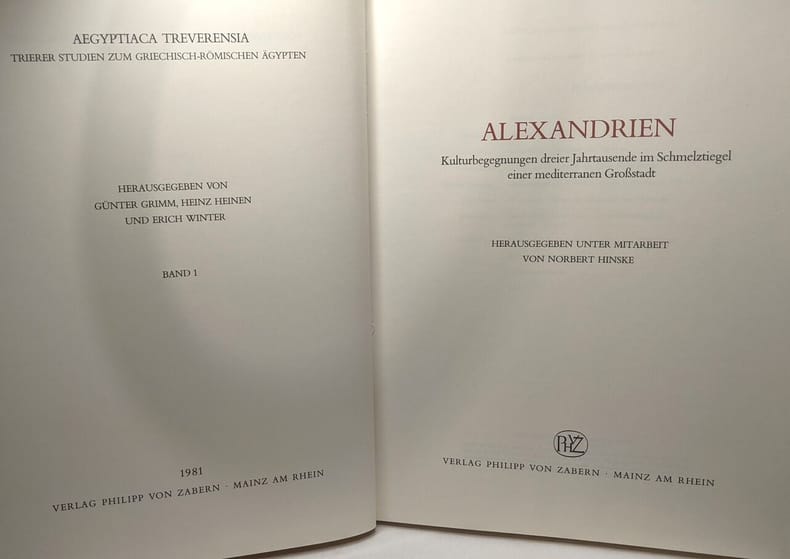 AEGYPTIACA TREVERENSIA
TRIERER STUDIEN ZUM GRIECHISCH-RÖMISCHEN ÄGYPTEN
HERAUSGEGEBEN VON
GÜNTER GRIMM, HEINZ HEINEN
UND ERICH WINTER
BAND 1
1981
VERLAG PHILIPP VON ZABERN · MAINZ AM RHEIN
ALEXANDRIEN
Kulturbegegnungen dreier Jahrtausende im Schmelztiegel
einer mediterranen Großstadt
HERAUSGEGEBEN UNTER MITARBEIT
VON NORBERT HINSKE
PHVZ
VERLAG PHILIPP VON ZABERN · MAINZ AM RHEIN